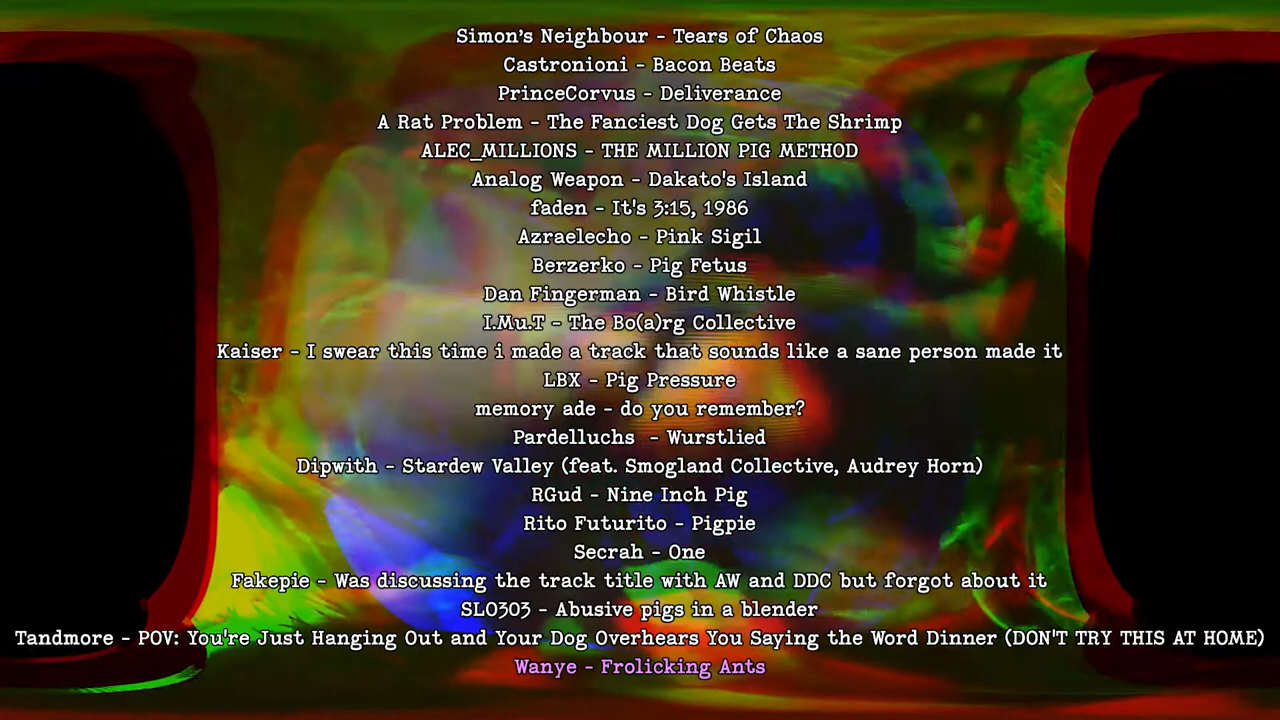 Simon's Neighbour - Tears of Chaos
Castronioni - Bacon Beats
PrinceCorvus - Deliverance
A Rat Problem - The Fanciest Dog Gets The Shrimp
ALEC_MILLIONS - THE MILLION PIG METHOD
Analog Weapon - Dakato's Island
faden - It's 3:15, 1986
Azraelecho - Pink Sigil
Berzerko - Pig Fetus
Dan Fingerman - Bird Whistle
I.Mu.T - The Bo(a)rg Collective
Kaiser - I swear this time i made a track that sounds like a sane person made it
LBX - Pig Pressure
memory ade - do you remember?
Pardelluchs  - Wurstlied
Dipwith - Stardew Valley (feat. Smogland Collective, Audrey Horn)
RGud - Nine Inch Pig
Rito Futurito - Pigpie
Secrah - One
Fakepie - Was discussing the track title with AW and DDC but forgot about it
SL0303 - Abusive pigs in a blender
Tandmore - POV: You're Just Hanging Out and Your Dog Overhears You Saying the Word Dinner (DON'T TRY THIS AT HOME)
Wanye - Frolicking Ants